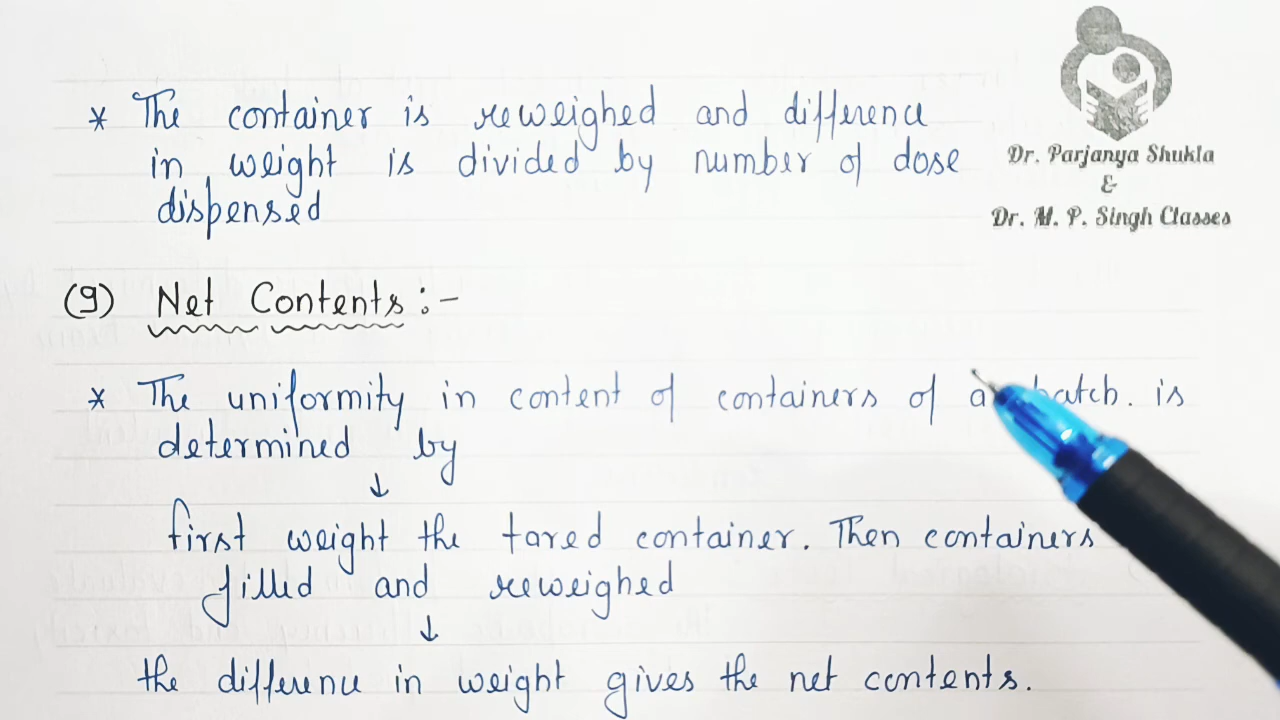 * The container is reweighed and difference
in weight is divided by number of dose
dispensed
Dr. Parjanya Shukla
&
Dr. M. P. Singh Classes
(9) Net Contents :-
* The uniformity in content of containers of a batch. is
determined by
↓
first weight the tared container. Then containers
filled and reweighed
↓
the difference in weight gives the net contents.